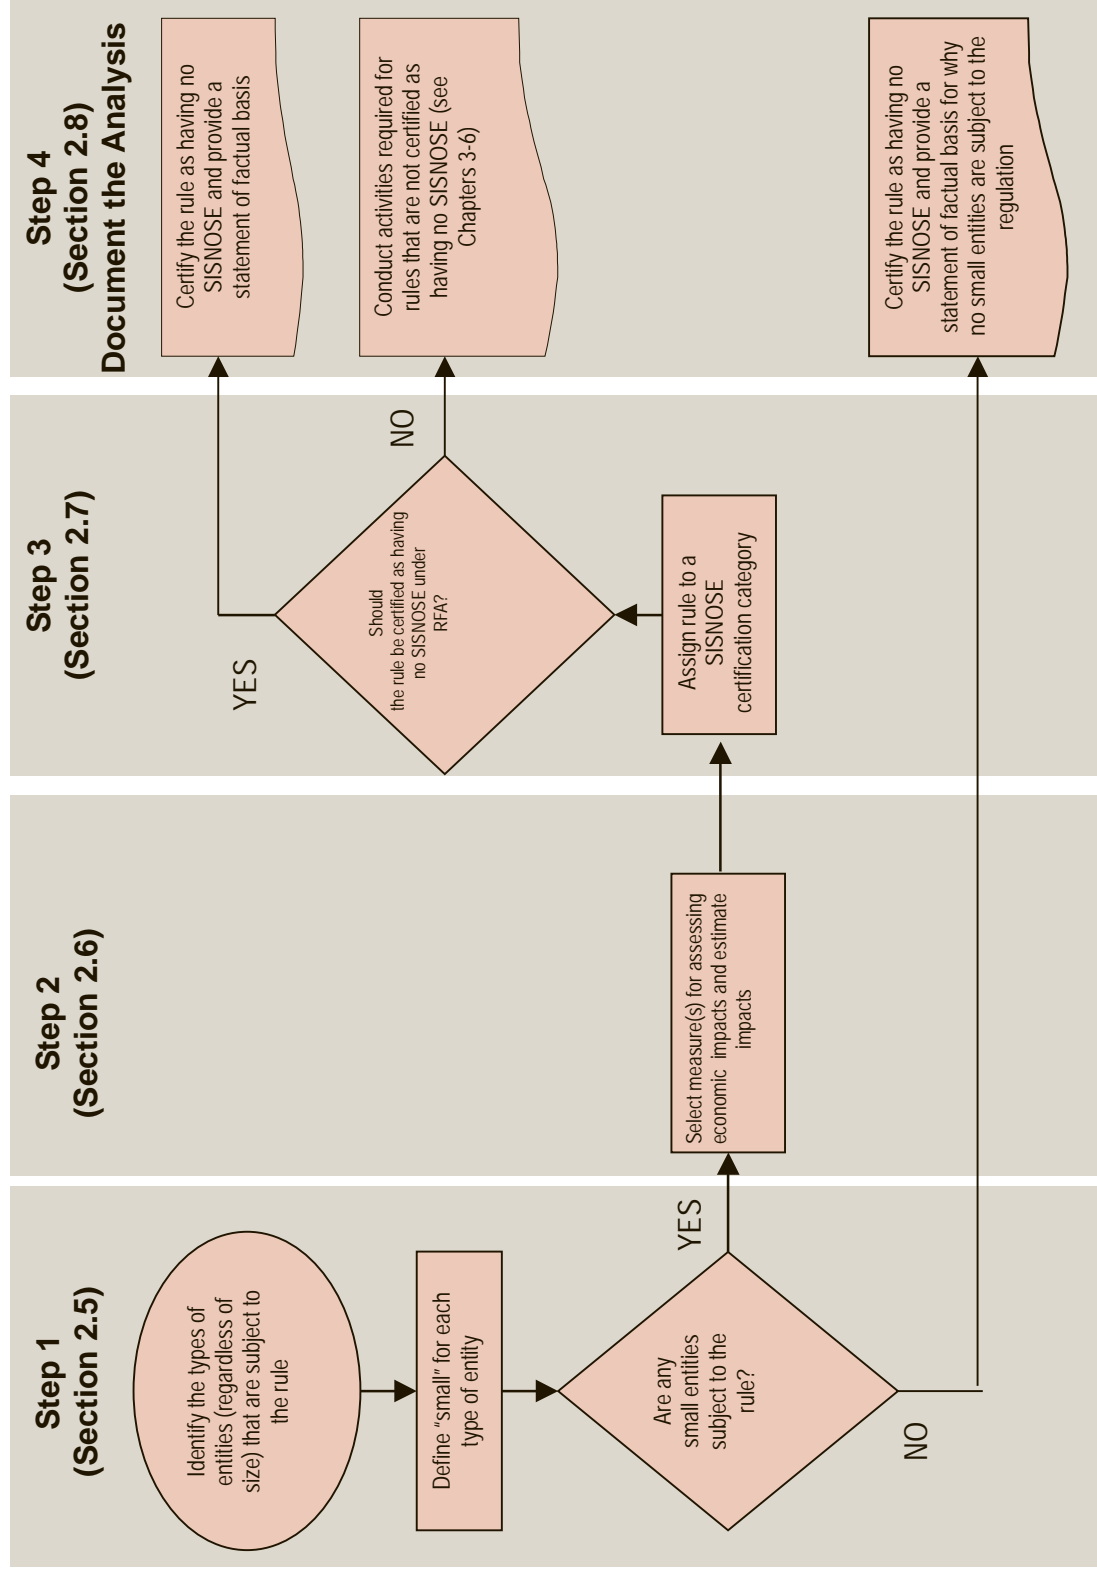 Step 1
(Section 2.5)
Identify the types of
entities (regardless of
size) that are subject to
the rule
Define "small" for each
type of entity
Are any
small entities
subject to the
rule?
YES
NO
Step 2
(Section 2.6)
Select measure(s) for assessing
economic impacts and estimate
impacts
Step 3
(Section 2.7)
YES
Should
the rule be certified as having
no SISNOSE under
RFA?
NO
Assign rule to a
SISNOSE
certification category
Step 4
(Section 2.8)
Document the Analysis
Certify the rule as having no
SISNOSE and provide a
statement of factual basis
Conduct activities required for
rules that are not certified as
having no SISNOSE (see
Chapters 3-6)
Certify the rule as having no
SISNOSE and provide a
statement of factual basis for why
no small entities are subject to the
regulation